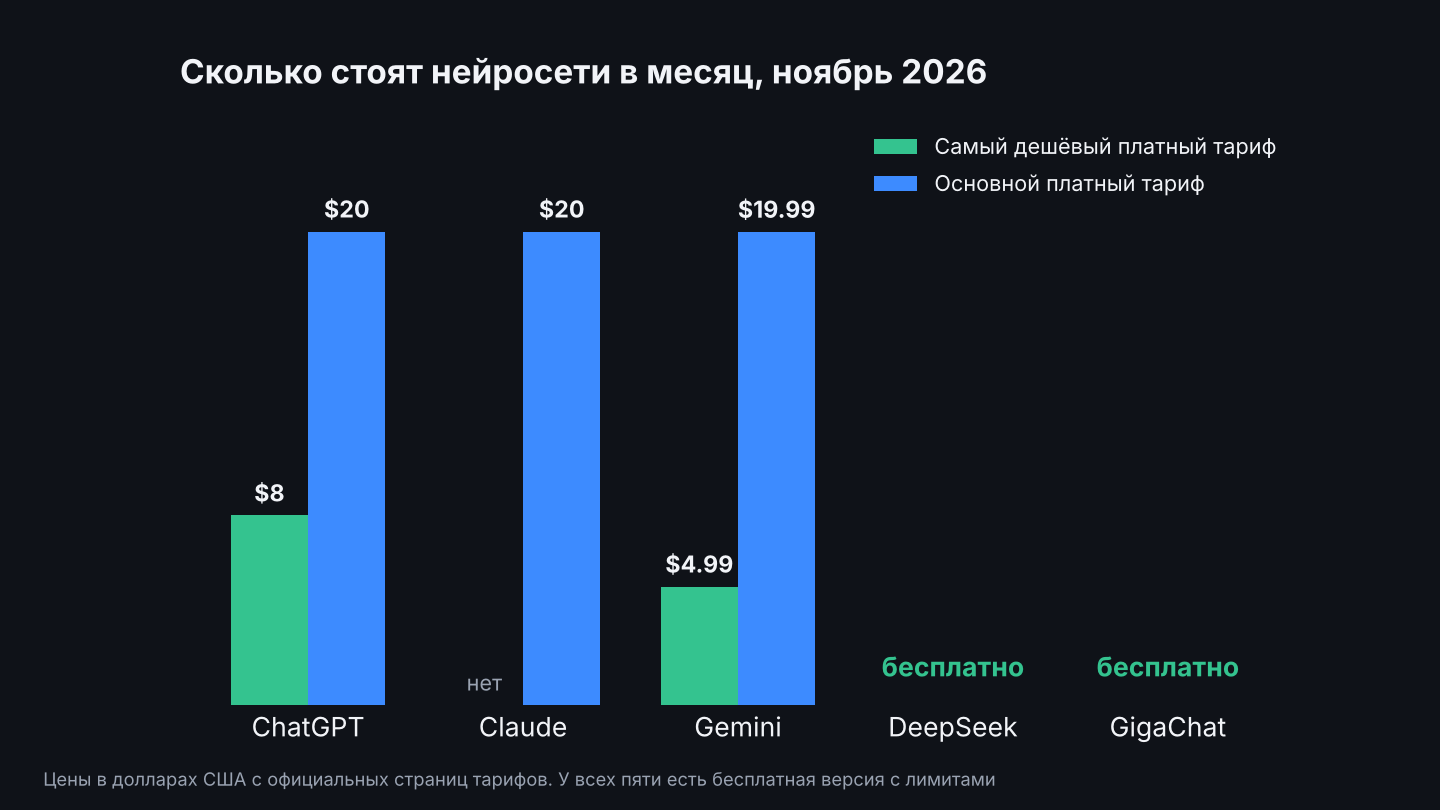 Сколько стоят нейросети в месяц, ноябрь 2026
Самый дешёвый платный тариф
Основной платный тариф
$20
$20
$19.99
$8
$4.99
нет
бесплатно
бесплатно
ChatGPT
Claude
Gemini
DeepSeek
GigaChat
Цены в долларах США с официальных страниц тарифов. У всех пяти есть бесплатная версия с лимитами